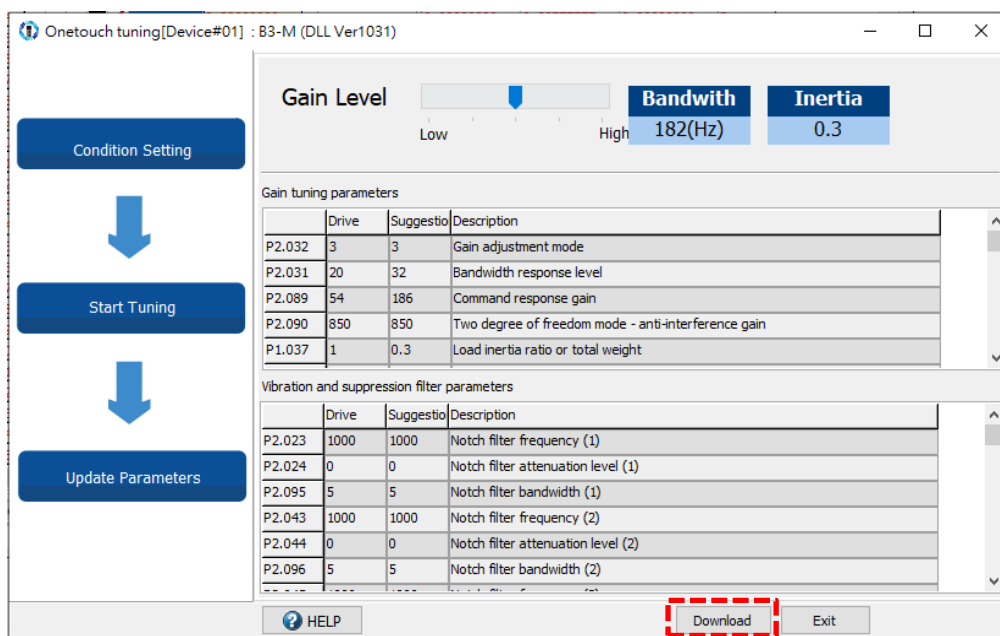 Onetouch tuning[Device#01] : B3-M (DLL Ver1031)
Condition Setting
Start Tuning
Update Parameters
Gain Level
Low
High
Bandwith
182(Hz)
Inertia
0.3
Gain tuning parameters
Drive Suggestio Description
P2.032 3 3 Gain adjustment mode
P2.031 20 32 Bandwidth response level
P2.089 54 186 Command response gain
P2.090 850 850 Two degree of freedom mode - anti-interference gain
P1.037 1 0.3 Load inertia ratio or total weight
Vibration and suppression filter parameters
Drive Suggestio Description
P2.023 1000 1000 Notch filter frequency (1)
P2.024 0 0 Notch filter attenuation level (1)
P2.095 5 5 Notch filter bandwidth (1)
P2.043 1000 1000 Notch filter frequency (2)
P2.044 0 0 Notch filter attenuation level (2)
P2.096 5 5 Notch filter bandwidth (2)
HELP
Download
Exit